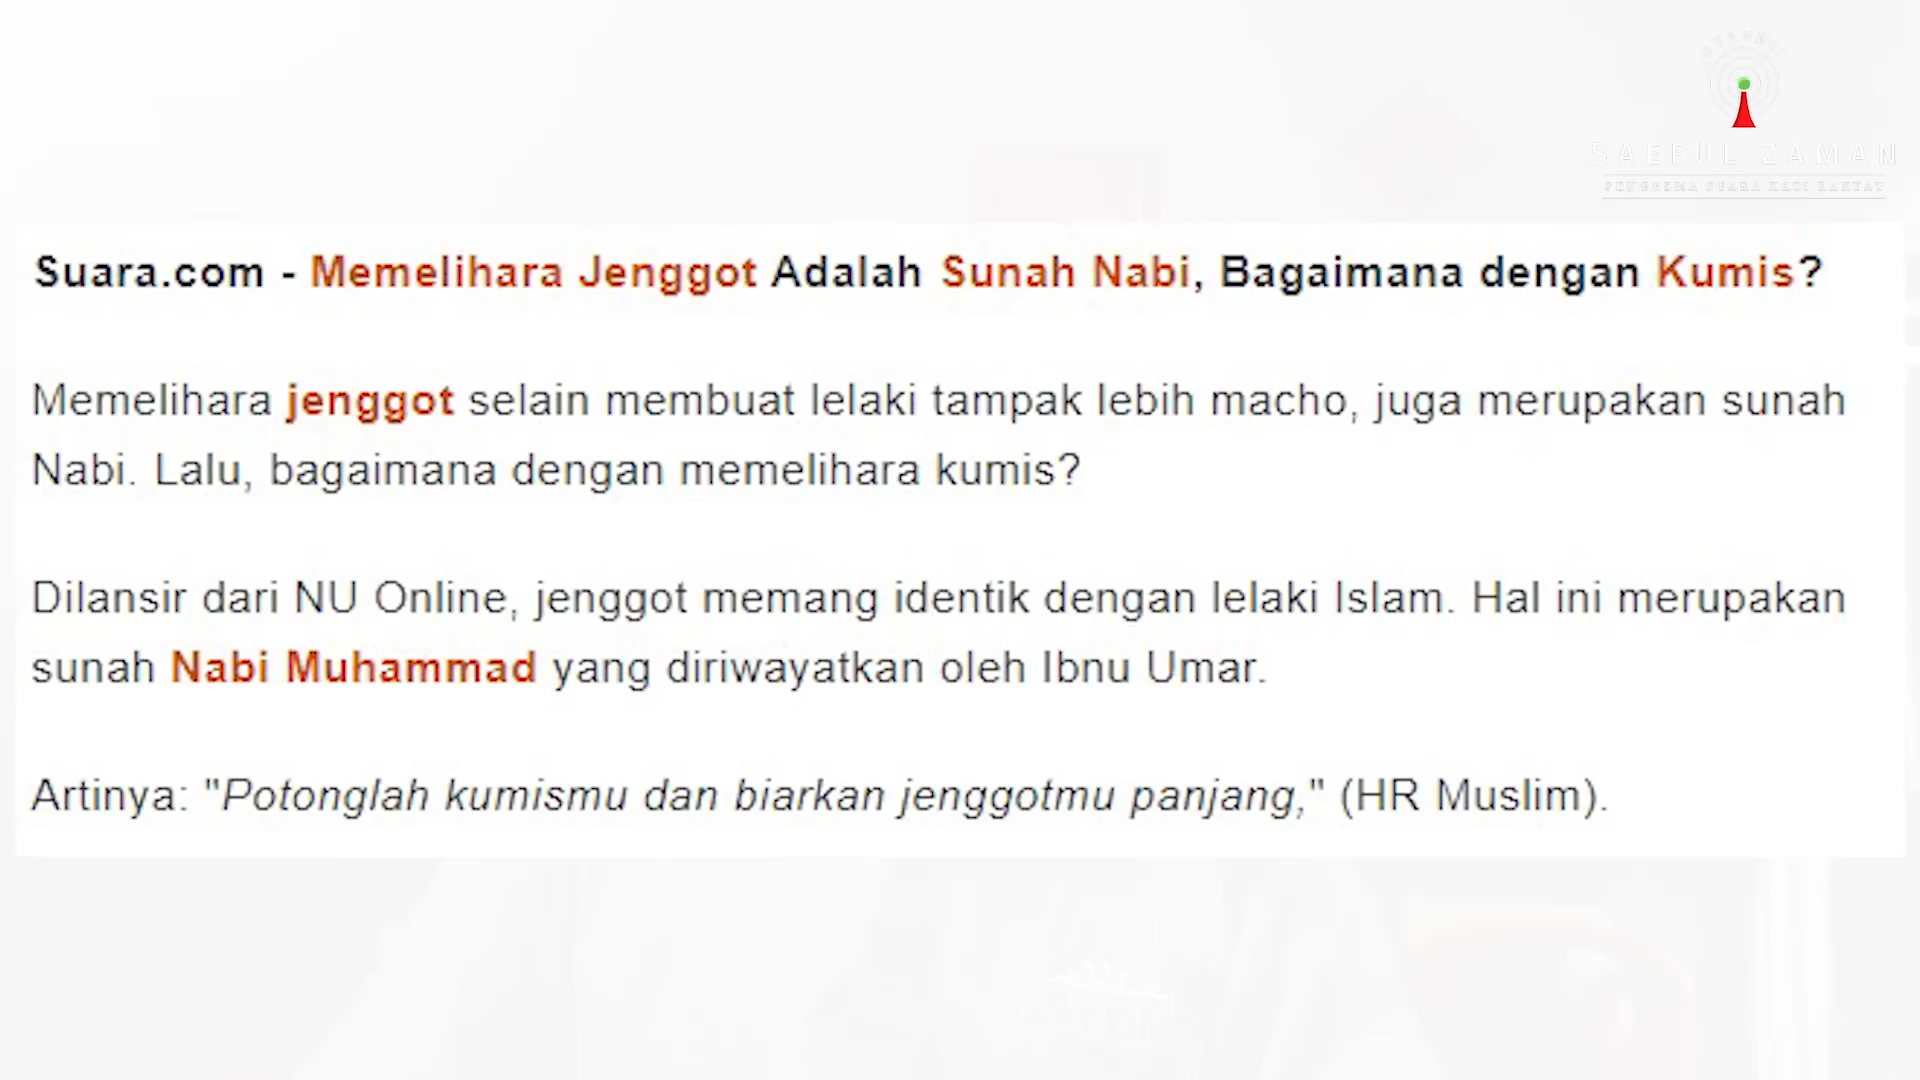 SAEFUL ZAMAN
Suara.com - Memelihara Jenggot Adalah Sunah Nabi, Bagaimana dengan Kumis?
Memelihara jenggot selain membuat lelaki tampak lebih macho, juga merupakan sunah
Nabi. Lalu, bagaimana dengan memelihara kumis?
Dilansir dari NU Online, jenggot memang identik dengan lelaki Islam. Hal ini merupakan
sunah Nabi Muhammad yang diriwayatkan oleh Ibnu Umar.
Artinya: "Potonglah kumismu dan biarkan jenggotmu panjang," (HR Muslim).